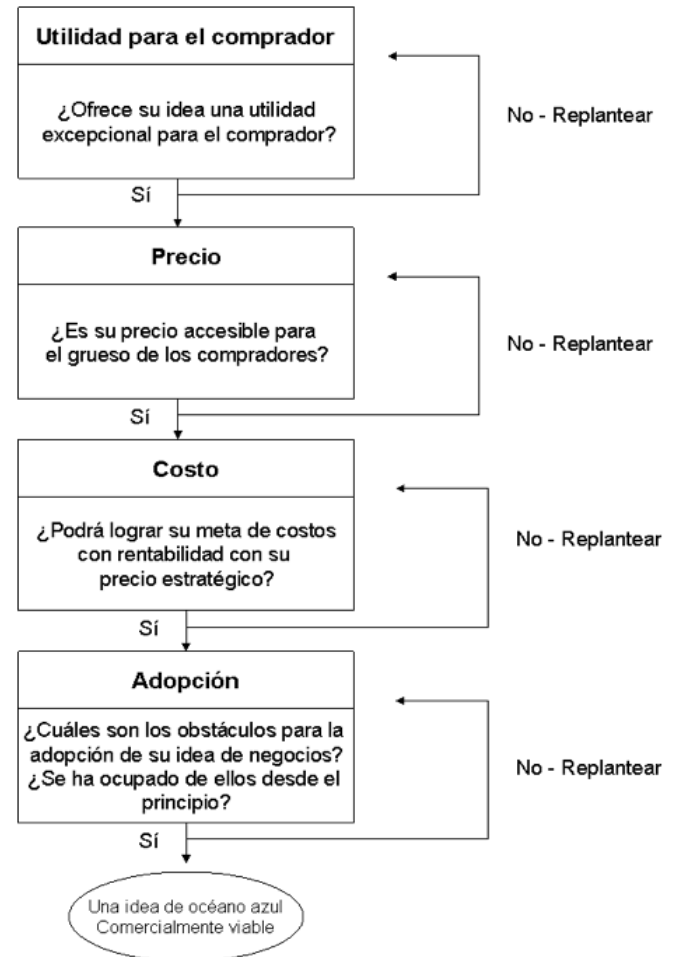 Utilidad para el comprador
¿Ofrece su idea una utilidad
excepcional para el comprador?
No - Replantear
Sí
Precio
¿Es su precio accesible para
el grueso de los compradores?
No - Replantear
Sí
Costo
¿Podrá lograr su meta de costos
con rentabilidad con su
precio estratégico?
No - Replantear
Sí
Adopción
¿Cuáles son los obstáculos para la
adopción de su idea de negocios?
¿Se ha ocupado de ellos desde el
principio?
No - Replantear
Sí
Una idea de océano azul
Comercialmente viable